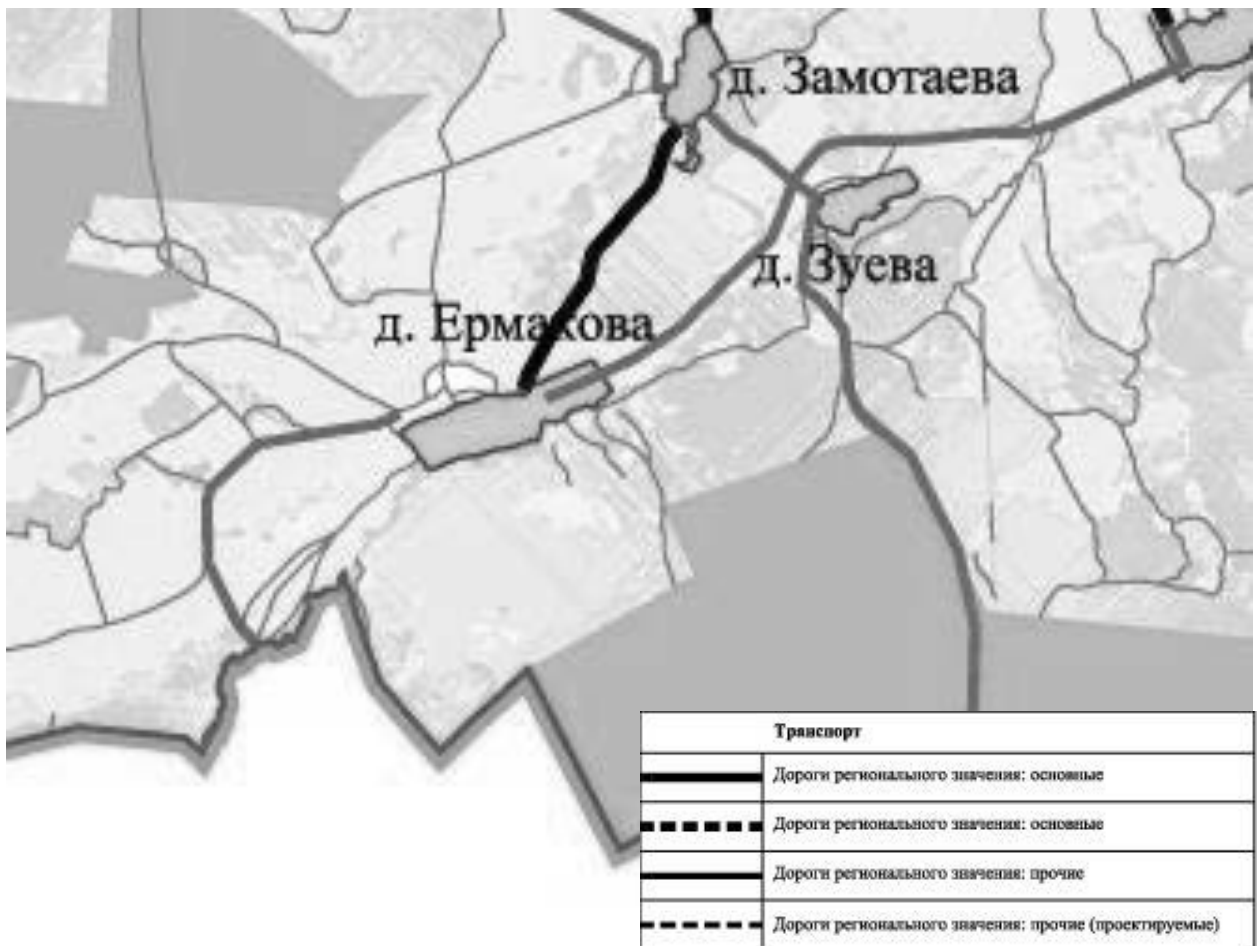 д. Замотаева
д. Зуева
д. Ермакова
Транспорт
Дороги регионального значения: основные
Дороги регионального значения: основные
Дороги регионального значения: прочие
Дороги регионального значения: прочие (проектируемые)